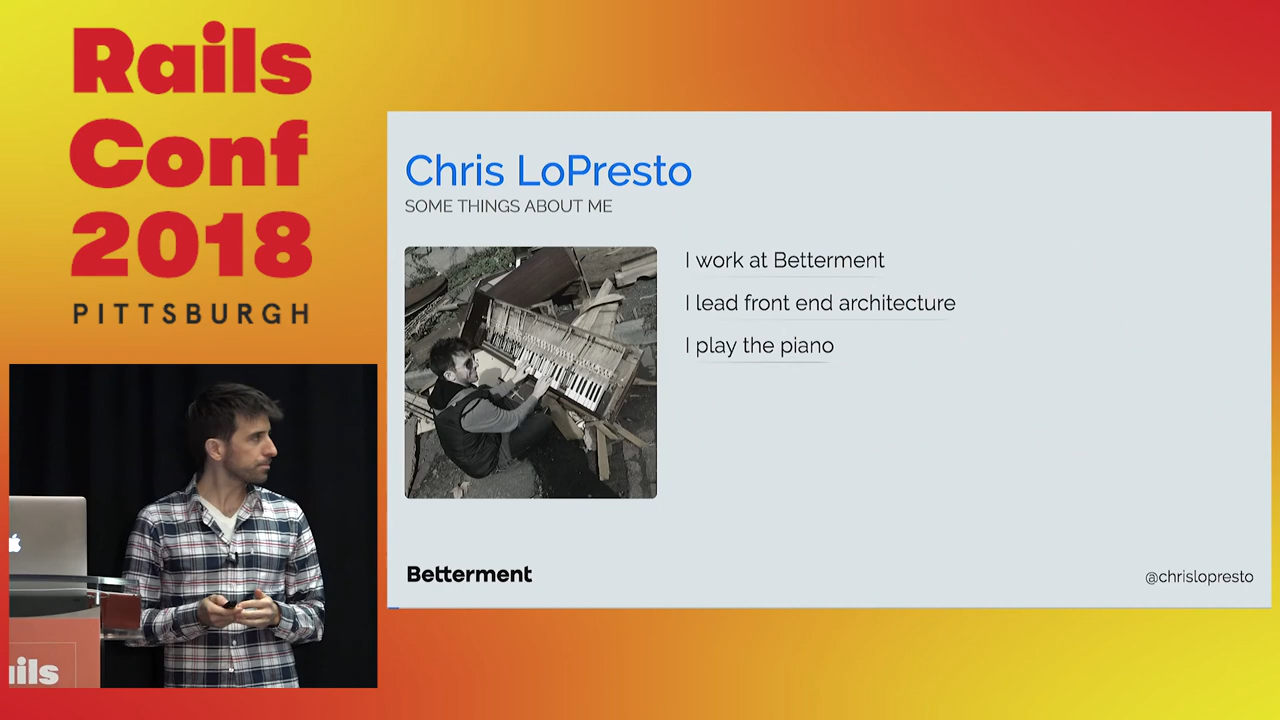 Rails
Conf
2018
PITTSBURGH
Chris LoPresto
SOME THINGS ABOUT ME
I work at Betterment
I lead front end architecture
I play the piano
Betterment
@chrislopresto
ails